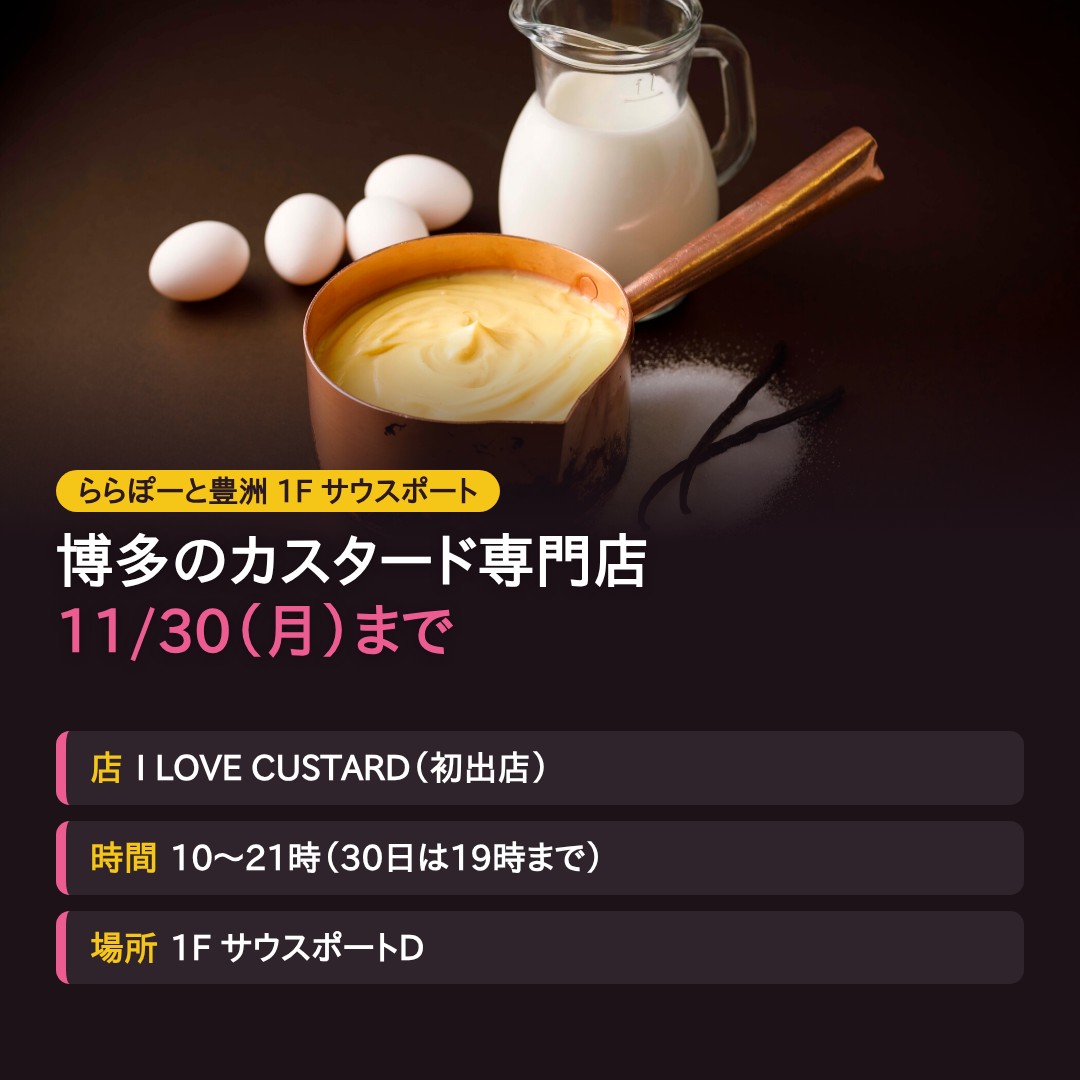 ららぽーと豊洲 1F サウスポート
博多のカスタード専門店
11/30（月）まで
店 I LOVE CUSTARD（初出店）
時間 10〜21時（30日は19時まで）
場所 1F サウスポートD